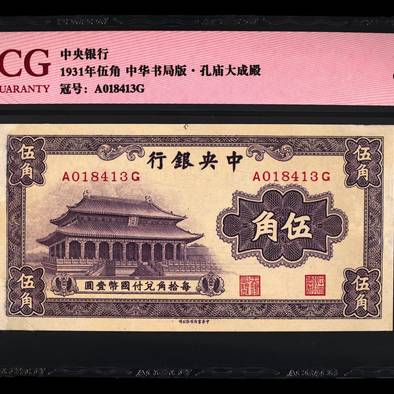 CG
UARANTY
中央银行
1931年伍角 中华书局版·孔庙大成殿
冠号: A018413G
行銀央中
A018413G
A018413G
伍角
伍角
角伍
圓壹幣國付兌角拾每
伍角
伍角